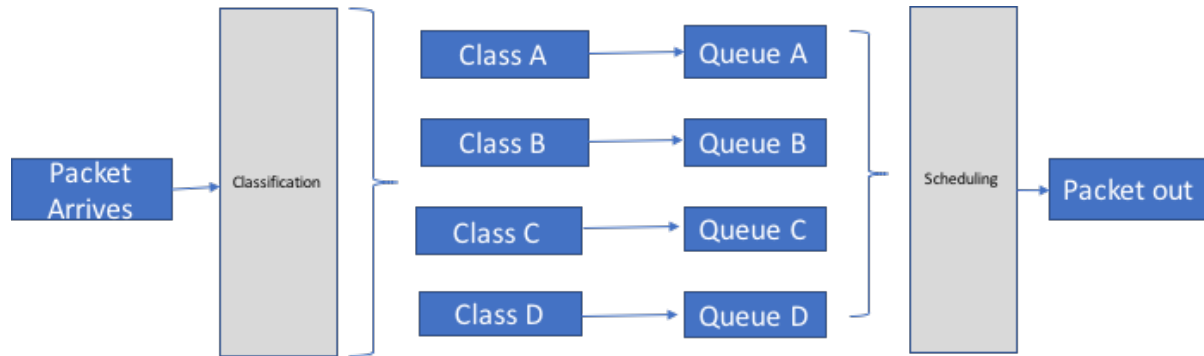 Packet
Arrives
Classification
Class A
Queue A
Class B
Queue B
Class C
Queue C
Class D
Queue D
Scheduling
Packet out